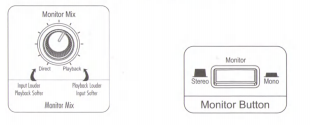 Monitor Mix
Direct Playback
Input Louder
Playback Softer
Playback Louder
Input Softer
Monitor Mix
Monitor
Stereo
Mono
Monitor Button